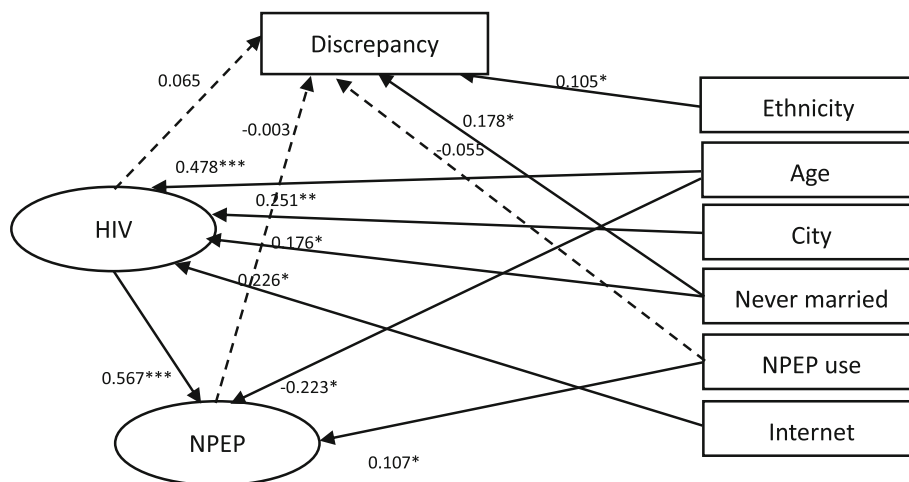 Discrepancy
0.065
0.105*
Ethnicity
-0.003
0.178*
-0.055
0.478***
Age
0.251**
HIV
City
0.176*
0.226*
Never married
NPEP use
0.567***
-0.223*
Internet
NPEP
0.107*